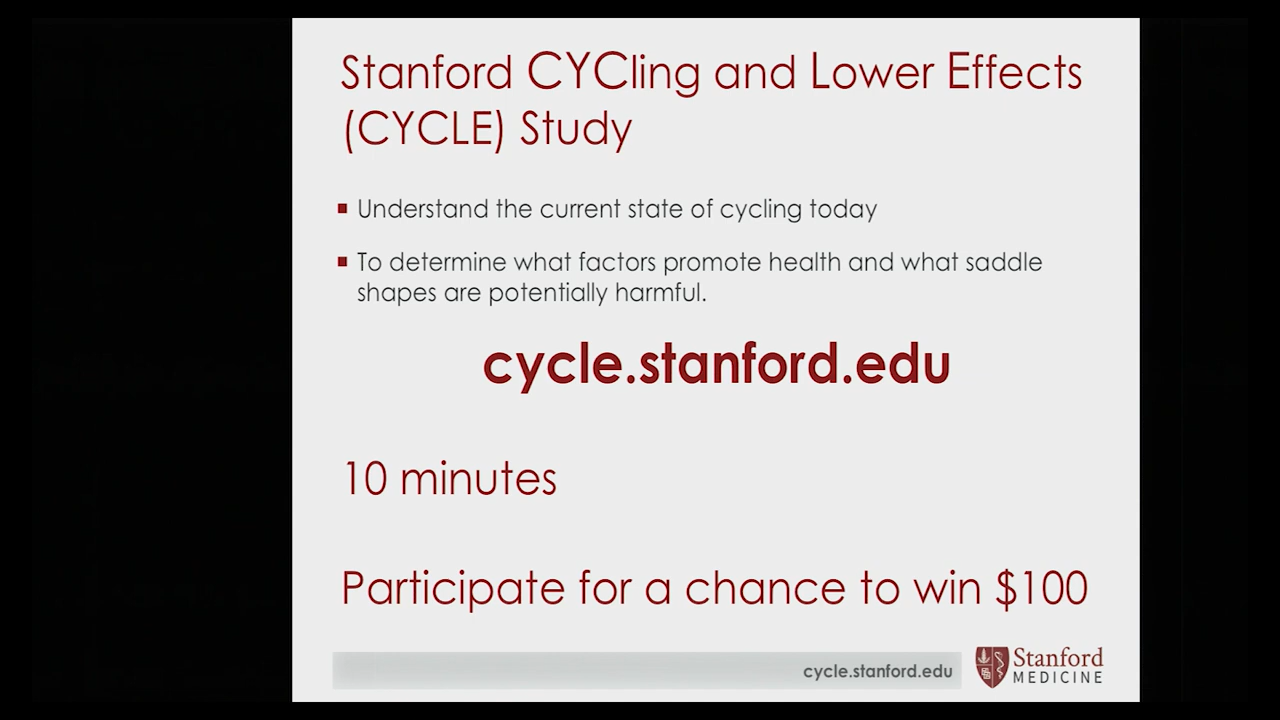 Stanford CYCling and Lower Effects
(CYCLE) Study
▪ Understand the current state of cycling today
▪ To determine what factors promote health and what saddle
shapes are potentially harmful.
cycle.stanford.edu
10 minutes
Participate for a chance to win $100
cycle.stanford.edu
Stanford
MEDICINE